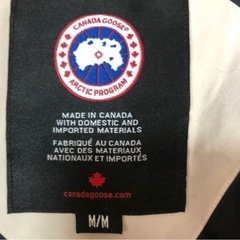 CANADA GOOSE
ARCTIC PROGRAM
MADE IN CANADA
WITH DOMESTIC AND
IMPORTED MATERIALS
FABRIQUÉ AU CANADA
AVEC DES MATERIAUX
NATIONAUX ET IMPORTÉS
canadagoose.com
M/M